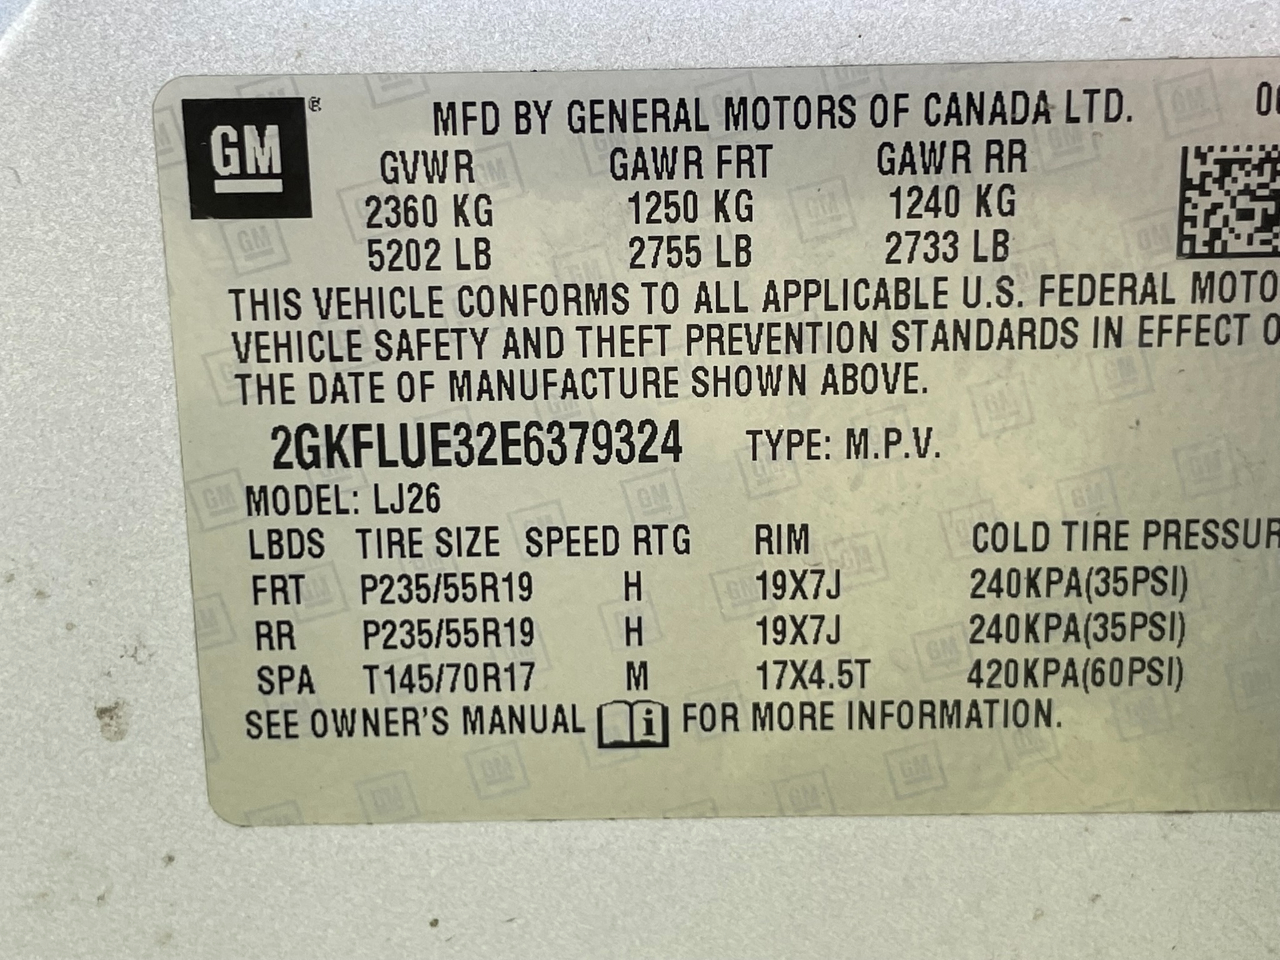 GM ®
MFD BY GENERAL MOTORS OF CANADA LTD.
GVWR GAWR FRT GAWR RR
2360 KG 1250 KG 1240 KG
5202 LB 2755 LB 2733 LB
THIS VEHICLE CONFORMS TO ALL APPLICABLE U.S. FEDERAL MOTO
VEHICLE SAFETY AND THEFT PREVENTION STANDARDS IN EFFECT O
THE DATE OF MANUFACTURE SHOWN ABOVE.
2GKFLUE32E6379324 TYPE: M.P.V.
MODEL: LJ26
LBDS TIRE SIZE SPEED RTG RIM COLD TIRE PRESSUR
FRT P235/55R19 H 19X7J 240KPA(35PSI)
RR P235/55R19 H 19X7J 240KPA(35PSI)
SPA T145/70R17 M 17X4.5T 420KPA(60PSI)
SEE OWNER'S MANUAL i FOR MORE INFORMATION.